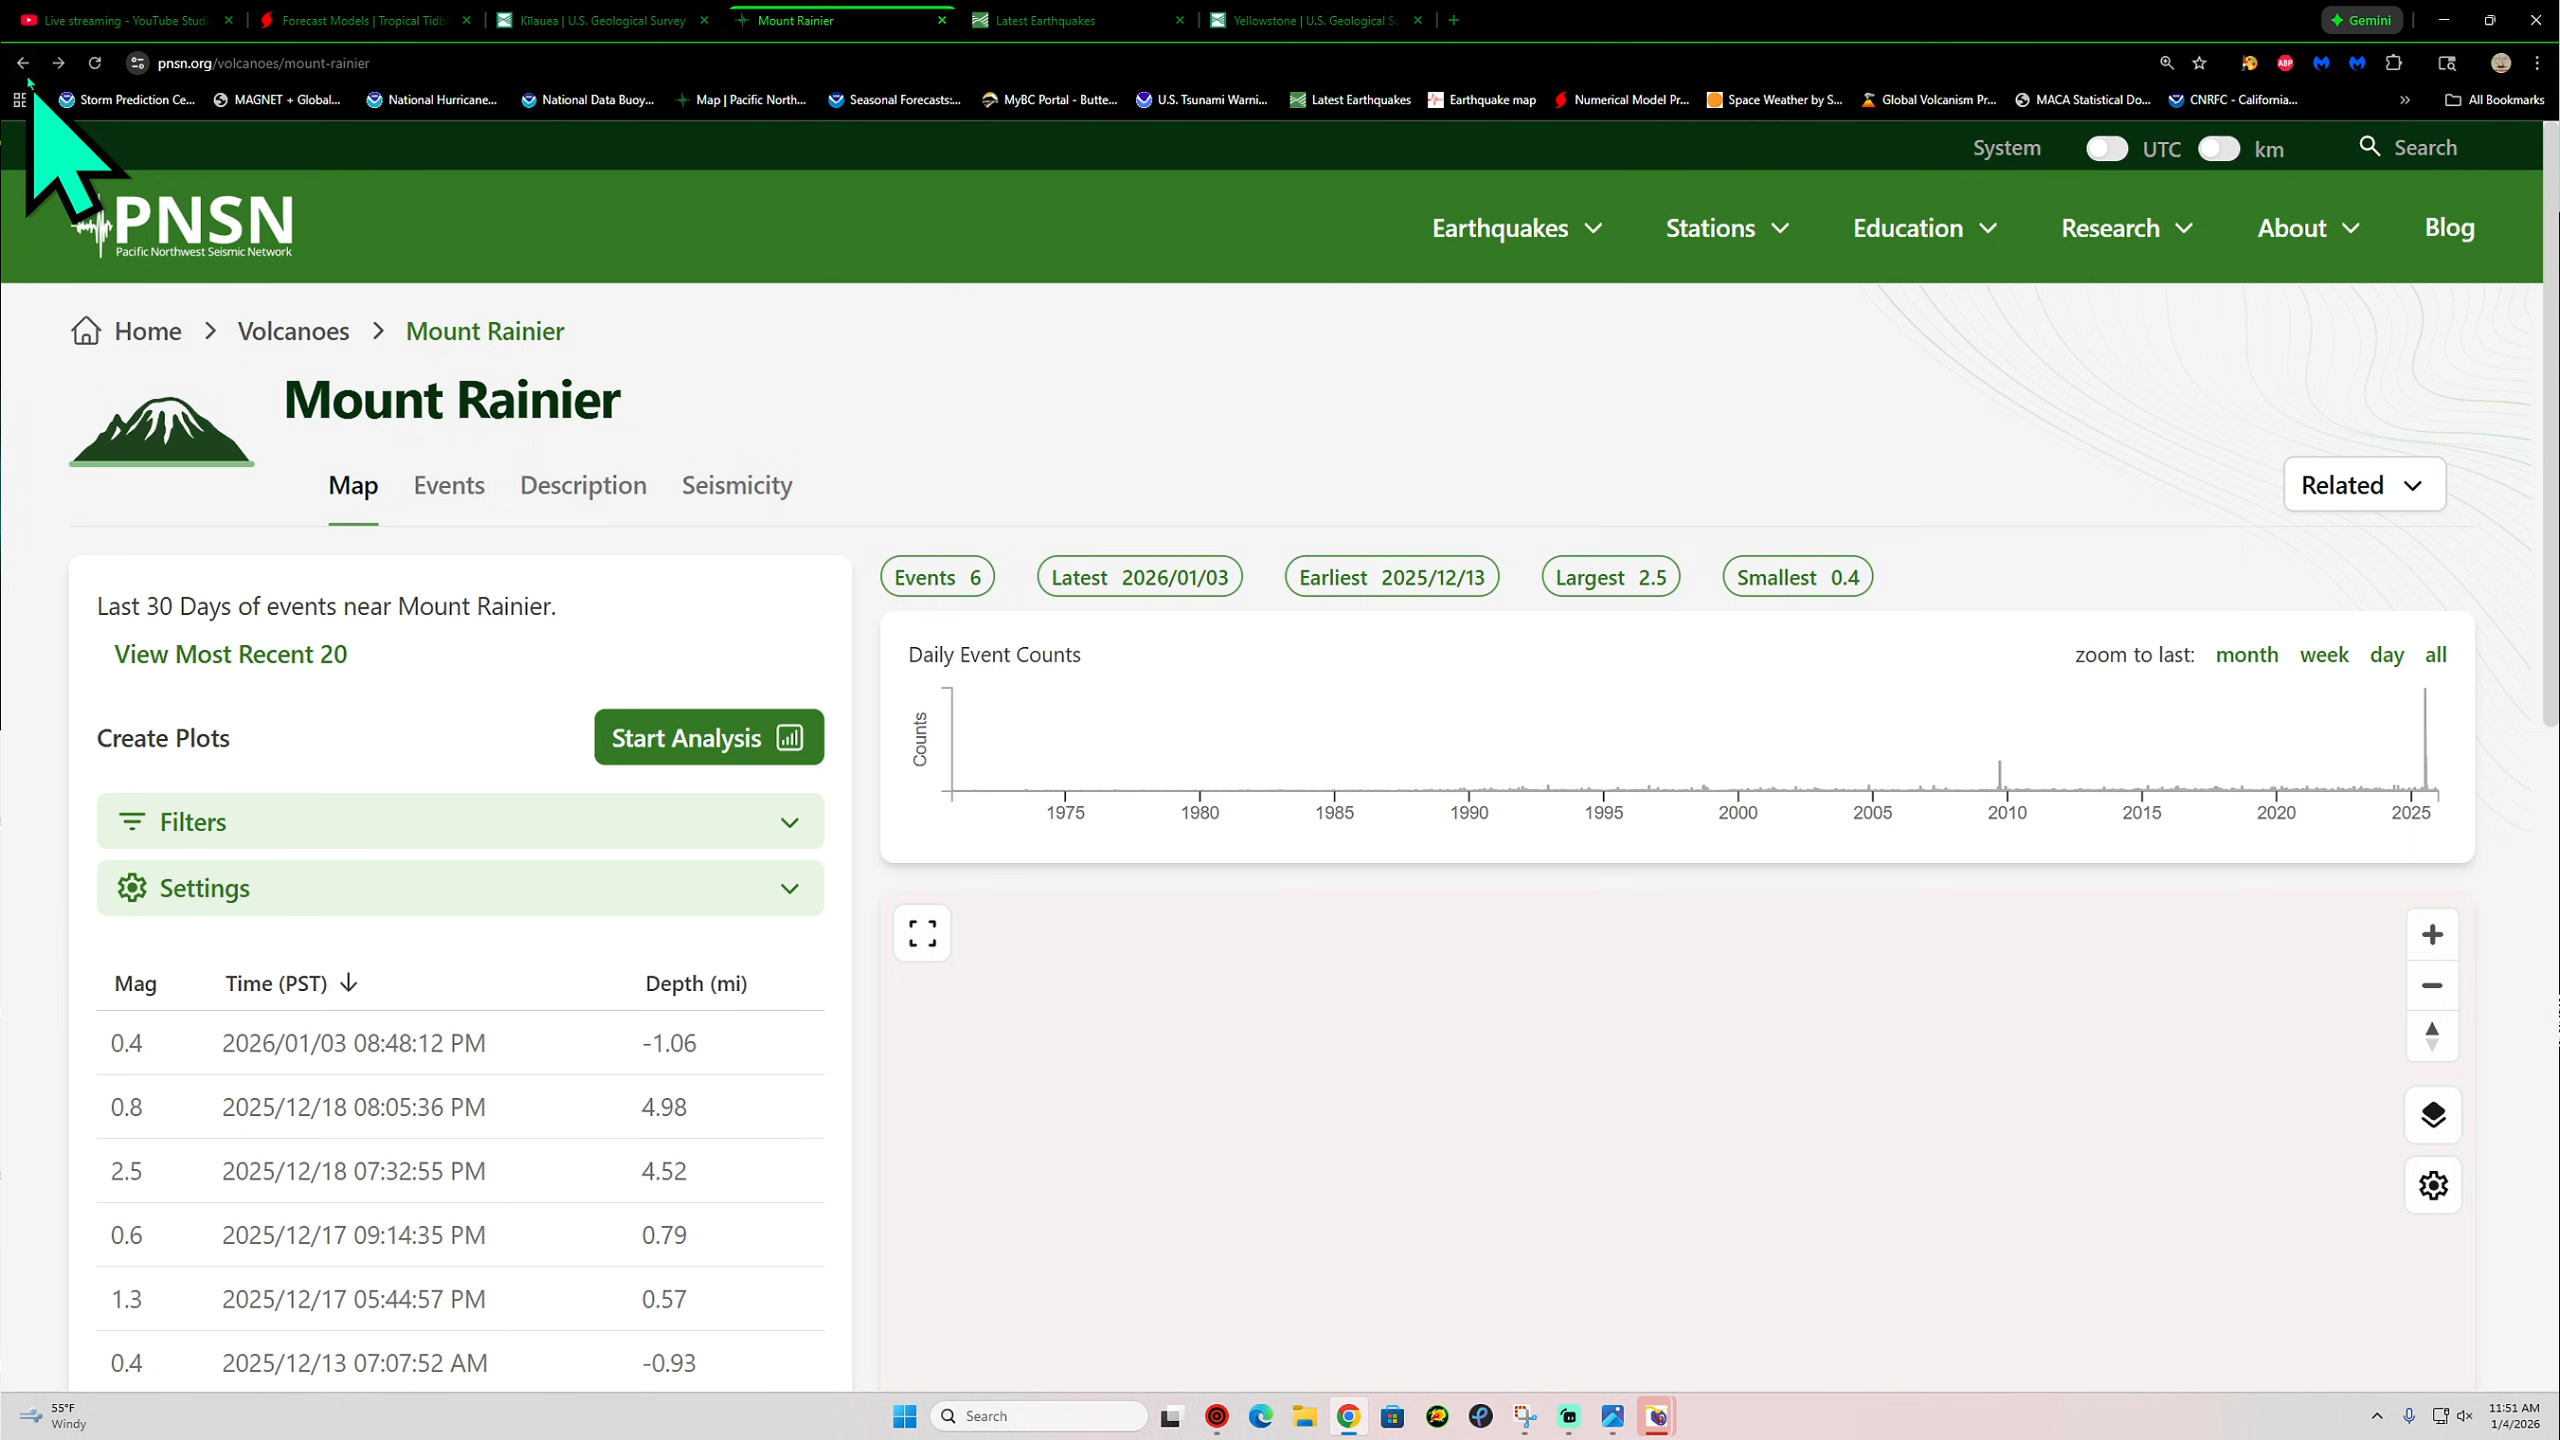 Live streaming - YouTube Studi
Forecast Models | Tropical Tidb
Kīlauea | U.S. Geological Survey
Mount Rainier
Latest Earthquakes
Yellowstone | U.S. Geological S
Gemini
pnsn.org/volcanoes/mount-rainier
ABP
Storm Prediction Ce...
MAGNET + Global...
National Hurricane...
National Data Buoy...
Map | Pacific North...
Seasonal Forecasts:...
MyBC Portal - Butte...
U.S. Tsunami Warni...
Latest Earthquakes
Earthquake map
Numerical Model Pr...
Space Weather by S...
Global Volcanism Pr...
MACA Statistical Do...
CNRFC - California...
All Bookmarks
System
UTC
km
Search
PNSN
Pacific Northwest Seismic Network
Earthquakes
Stations
Education
Research
About
Blog
Home
Volcanoes
Mount Rainier
Mount Rainier
Map
Events
Description
Seismicity
Related
Last 30 Days of events near Mount Rainier.
View Most Recent 20
Create Plots
Start Analysis
Filters
Settings
Mag Time (PST) Depth (mi)
0.4 2026/01/03 08:48:12 PM -1.06
0.8 2025/12/18 08:05:36 PM 4.98
2.5 2025/12/18 07:32:55 PM 4.52
0.6 2025/12/17 09:14:35 PM 0.79
1.3 2025/12/17 05:44:57 PM 0.57
0.4 2025/12/13 07:07:52 AM -0.93
Events 6
Latest 2026/01/03
Earliest 2025/12/13
Largest 2.5
Smallest 0.4
Daily Event Counts
zoom to last: month week day all
Counts
1975 1980 1985 1990 1995 2000 2005 2010 2015 2020 2025
55°F
Windy
Search
11:51 AM
1/4/2026